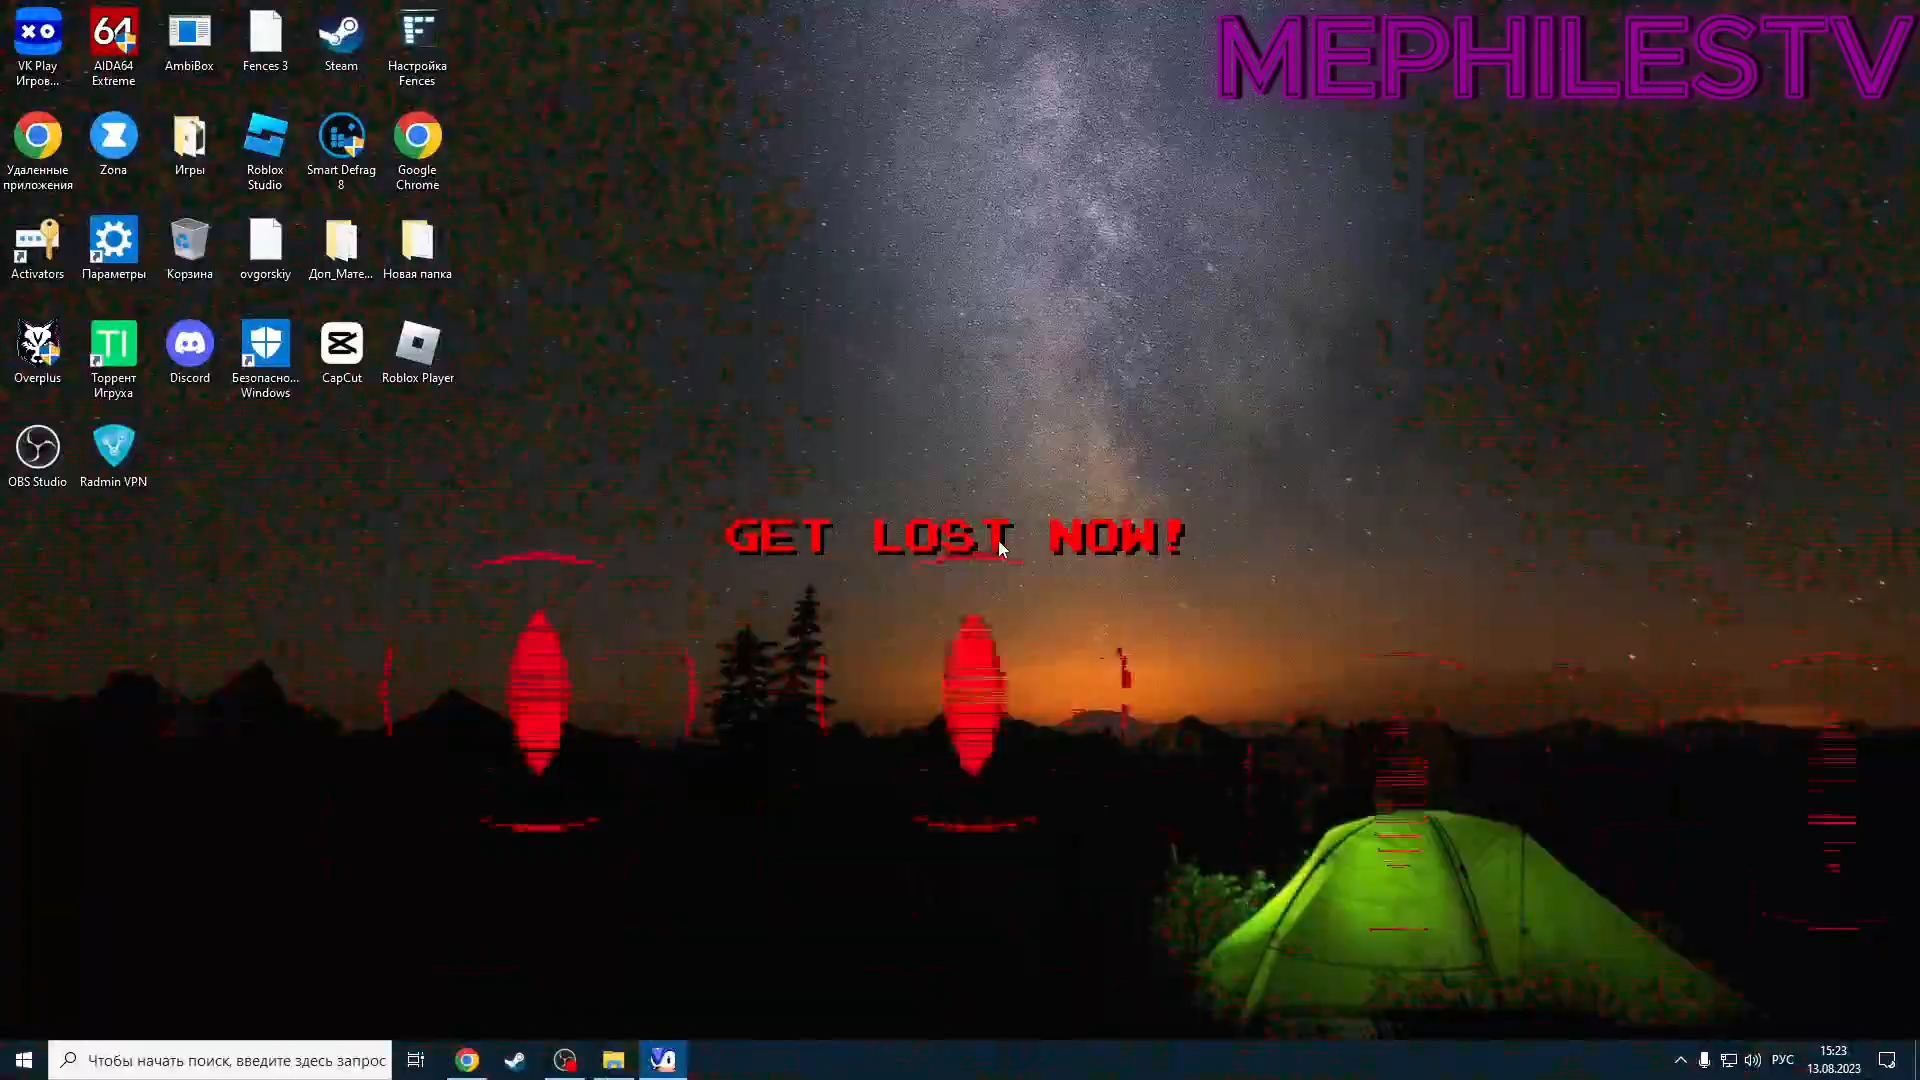 MEPHILESTV
VK Play
Игров...
64
AIDA64
Extreme
AmbiBox
Fences 3
Steam
Настройка
Fences
Удаленные
приложения
Zona
Игры
Roblox
Studio
Smart Defrag
8
Google
Chrome
Activators
Параметры
Корзина
ovgorskiy
Доп_Мате...
Новая папка
TI
Overplus
Торрент
Игруха
Discord
Безопасно...
Windows
CapCut
Roblox Player
OBS Studio
Radmin VPN
GET LOST NOW!
Чтобы начать поиск, введите здесь запрос
РУС
15:23
13.08.2023